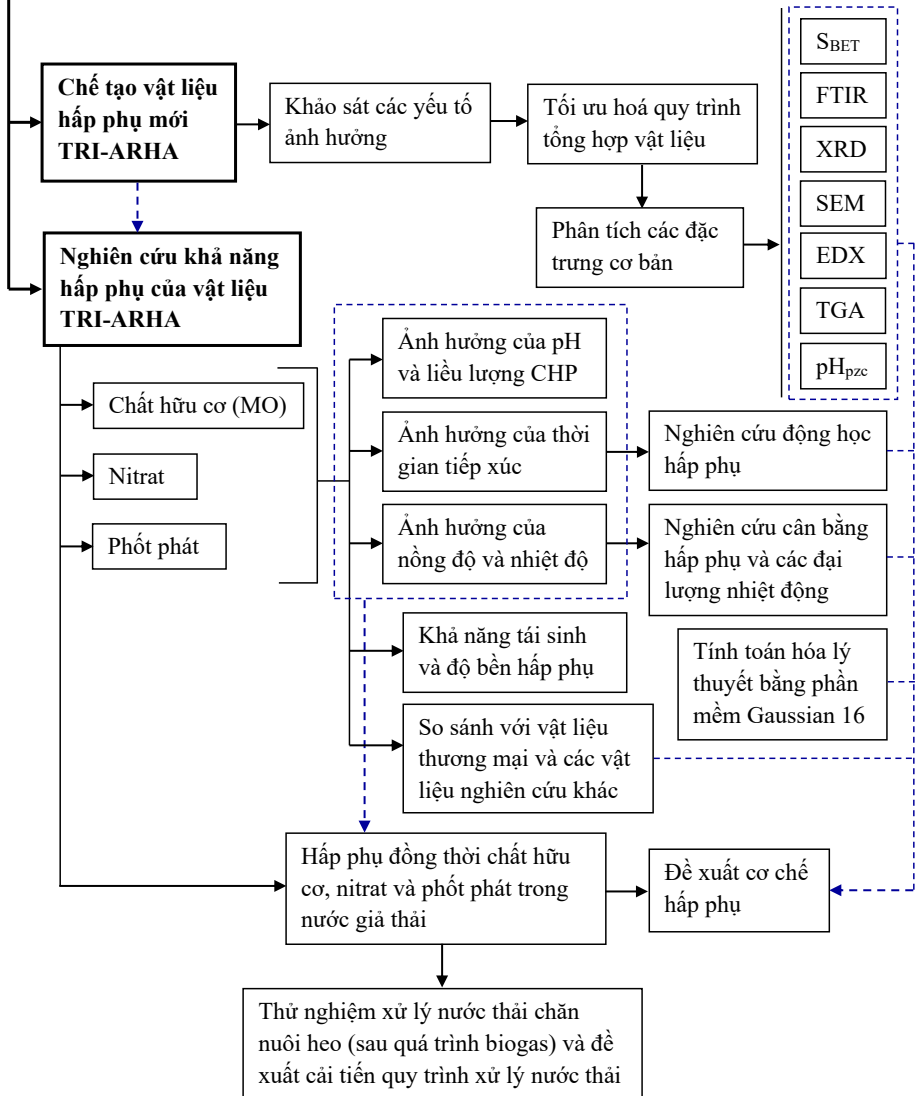 Chế tạo vật liệu
hấp phụ mới
TRI-ARHA
Khảo sát các yếu tố
ảnh hưởng
Tối ưu hoá quy trình
tổng hợp vật liệu
Phân tích các đặc
trưng cơ bản
SBET
FTIR
XRD
SEM
EDX
TGA
pHpzc
Nghiên cứu khả năng
hấp phụ của vật liệu
TRI-ARHA
Chất hữu cơ (MO)
Nitrat
Phốt phát
Ảnh hưởng của pH
và liều lượng CHP
Ảnh hưởng của thời
gian tiếp xúc
Nghiên cứu động học
hấp phụ
Ảnh hưởng của
nồng độ và nhiệt độ
Nghiên cứu cân bằng
hấp phụ và các đại
lượng nhiệt động
Khả năng tái sinh
và độ bền hấp phụ
Tính toán hóa lý
thuyết bằng phần
mềm Gaussian 16
So sánh với vật liệu
thương mại và các vật
liệu nghiên cứu khác
Hấp phụ đồng thời chất hữu
cơ, nitrat và phốt phát trong
nước giả thải
Đề xuất cơ chế
hấp phụ
Thử nghiệm xử lý nước thải chăn
nuôi heo (sau quá trình biogas) và đề
xuất cải tiến quy trình xử lý nước thải